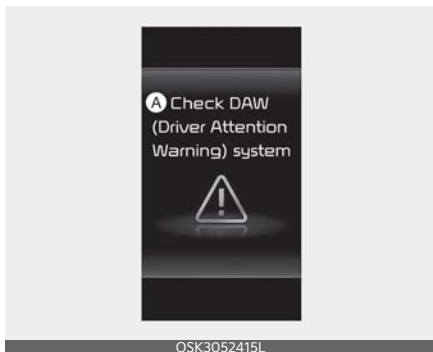 A Check DAW
(Driver Attention
Warning) system
OSK3052415L